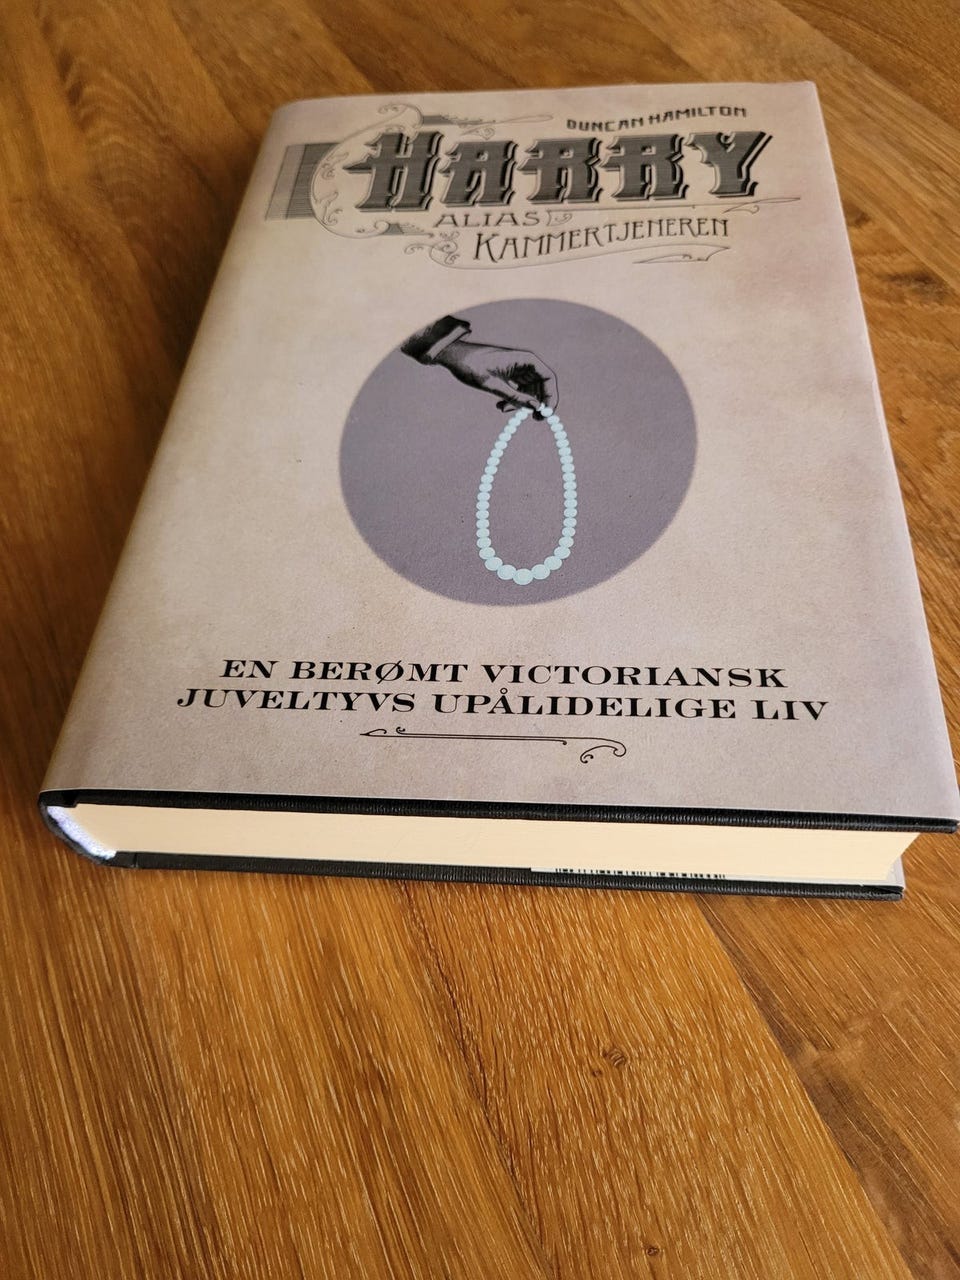 DUNCAN HAMILTON
HARRY
ALIAS
KAMMERTJENEREN
EN BERØMT VICTORIANSK
JUVELTYVS UPÅLIDELIGE LIV